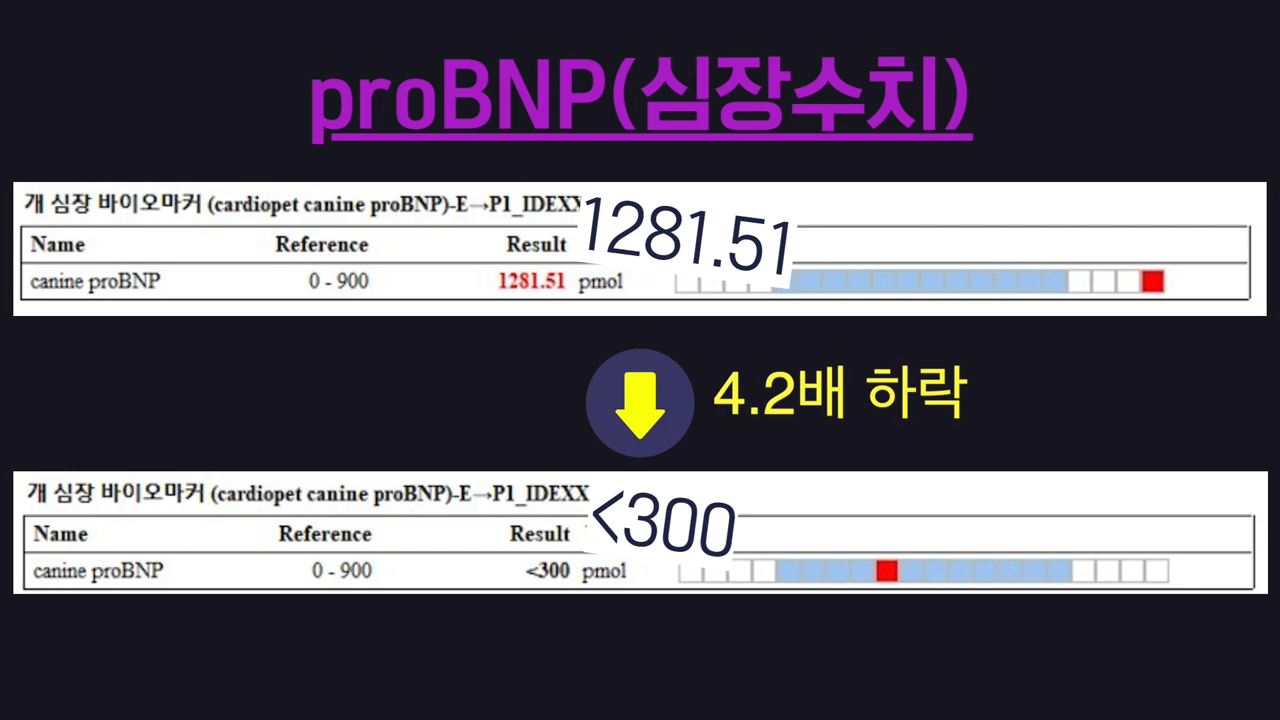 proBNP(심장수치)
개 심장 바이오마커 (cardiopet canine proBNP)-E→P1_IDEXX
1281.51
Name Reference Result
canine proBNP 0 - 900 1281.51 pmol
4.2배 하락
개 심장 바이오마커 (cardiopet canine proBNP)-E→P1_IDEXX
<300
Name Reference Result
canine proBNP 0 - 900 <300 pmol